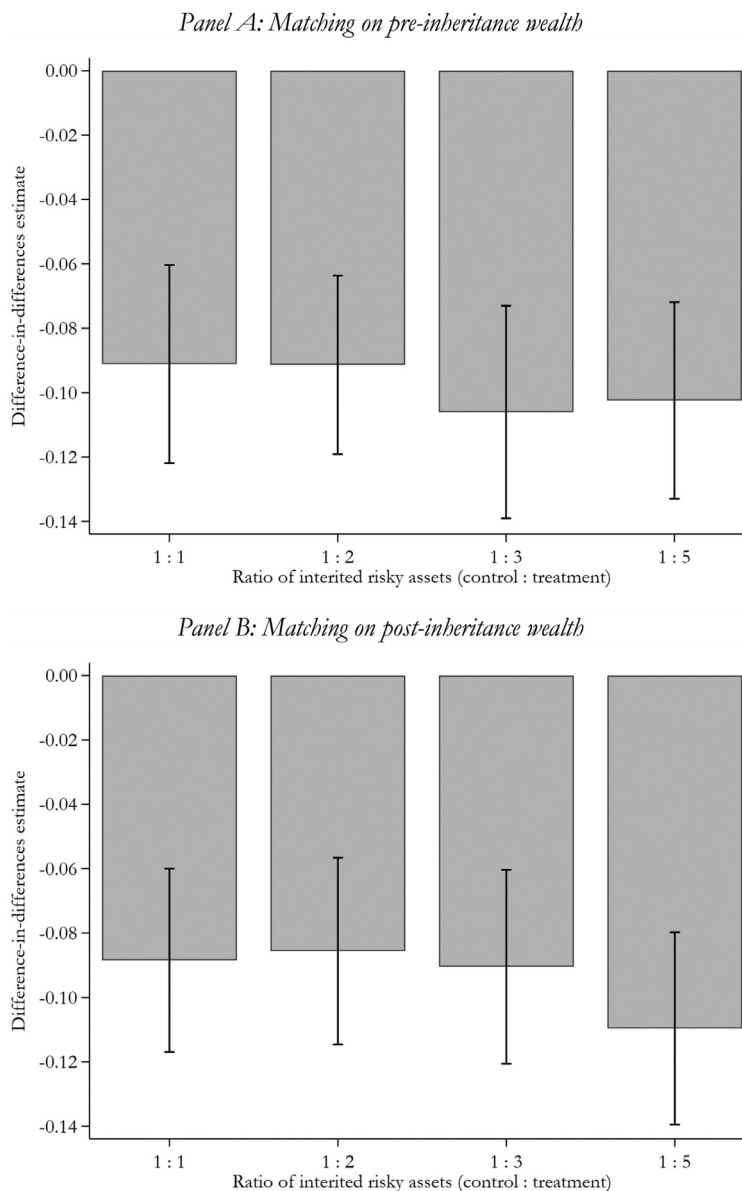 Panel A: Matching on pre-inheritance wealth
0.00
-0.02
-0.04
-0.06
-0.08
-0.10
-0.12
-0.14
Difference-in-differences estimate
1 : 1 1 : 2 1 : 3 1 : 5
Ratio of interited risky assets (control : treatment)
Panel B: Matching on post-inheritance wealth
0.00
-0.02
-0.04
-0.06
-0.08
-0.10
-0.12
-0.14
Difference-in-differences estimate
1 : 1 1 : 2 1 : 3 1 : 5
Ratio of interited risky assets (control : treatment)